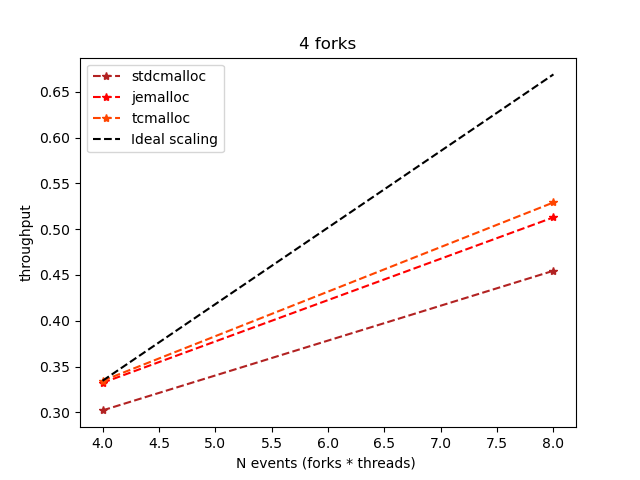 4 forks
stdcmalloc
jemalloc
tcmalloc
Ideal scaling
throughput
0.65
0.60
0.55
0.50
0.45
0.40
0.35
0.30
4.0 4.5 5.0 5.5 6.0 6.5 7.0 7.5 8.0
N events (forks * threads)